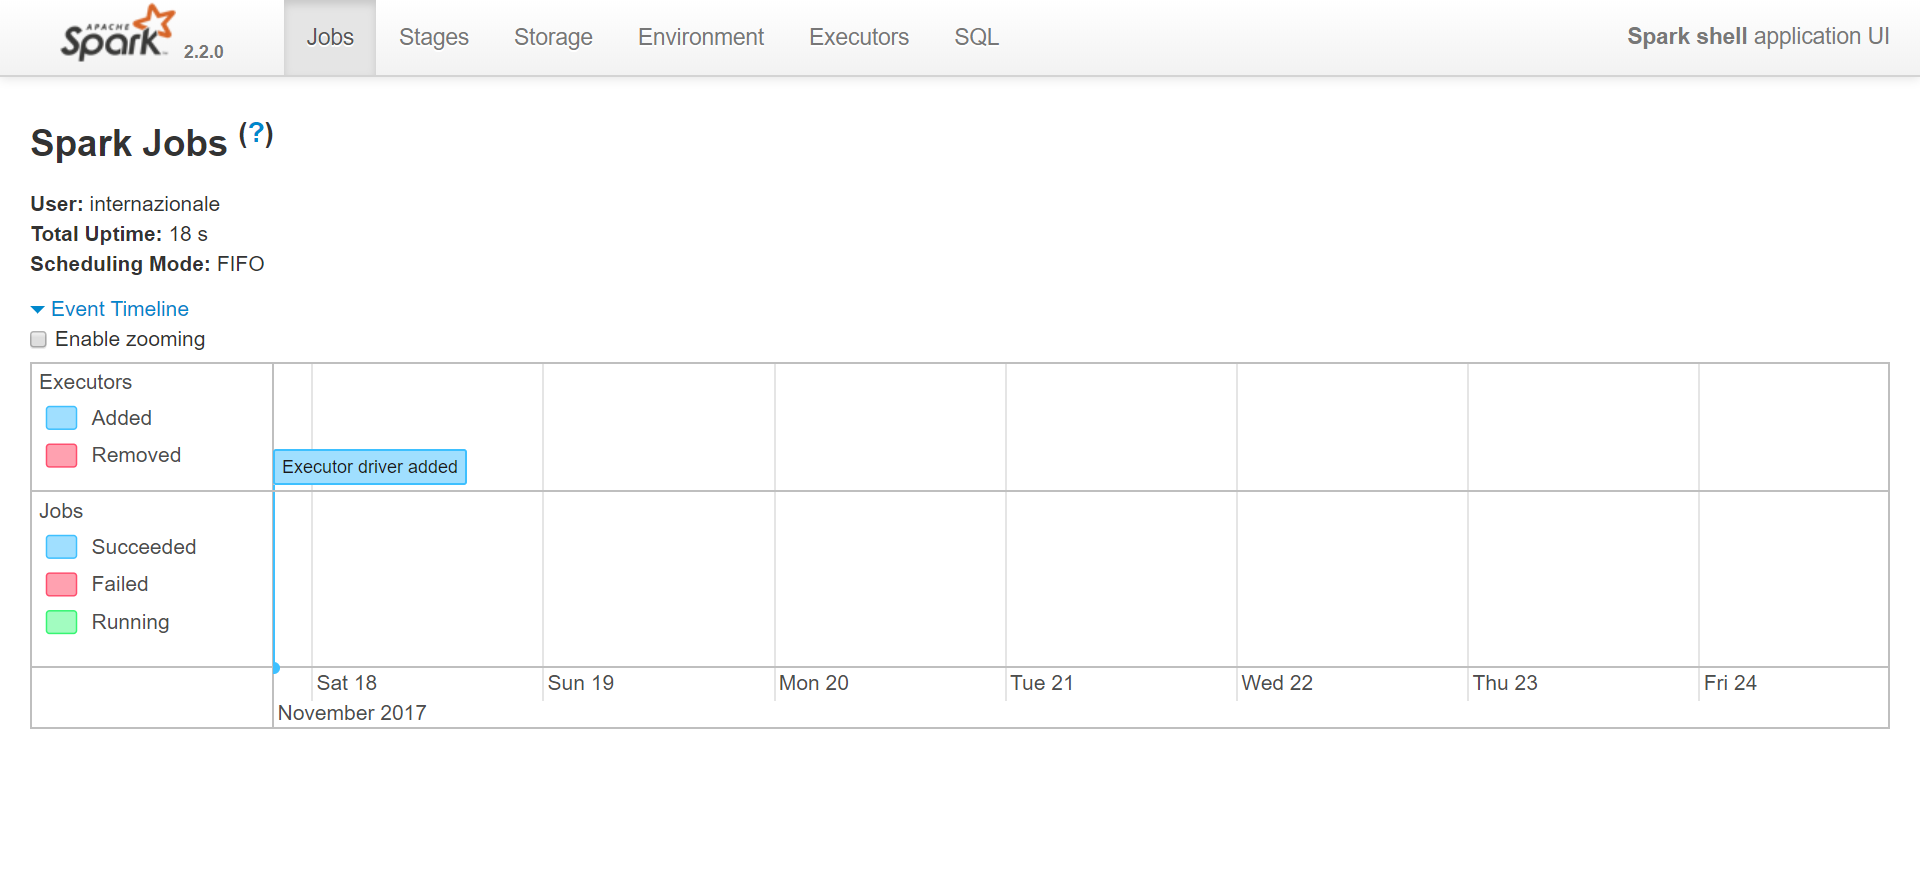 APACHE
Spark 2.2.0 Jobs Stages Storage Environment Executors SQL Spark shell application UI
Spark Jobs (?)
User: internazionale
Total Uptime: 18 s
Scheduling Mode: FIFO
Event Timeline
Enable zooming
Executors
Added
Removed
Executor driver added
Jobs
Succeeded
Failed
Running
Sat 18 Sun 19 Mon 20 Tue 21 Wed 22 Thu 23 Fri 24
November 2017